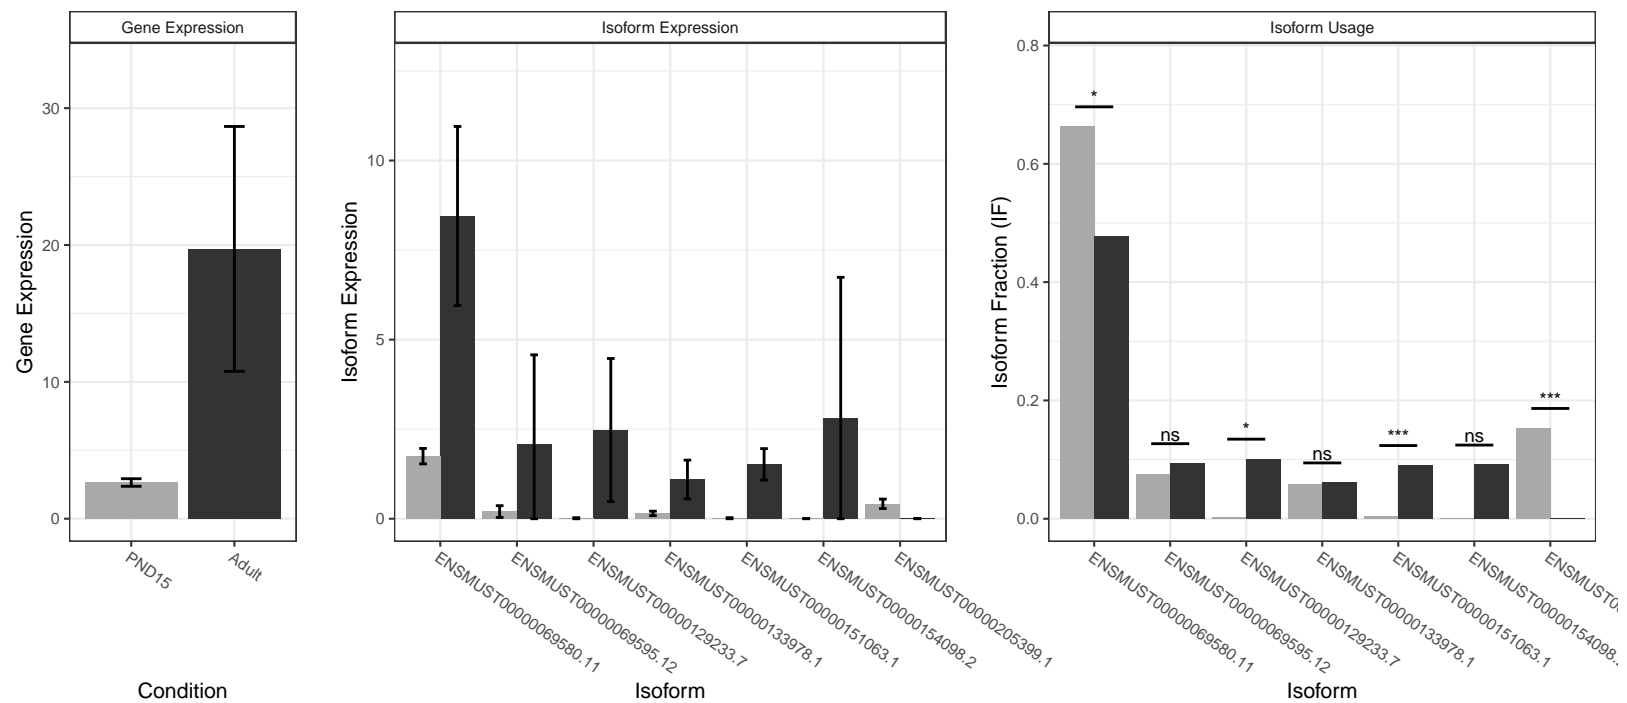 Gene Expression
Isoform Expression
Isoform Usage
Gene Expression
30
20
10
0
PND15
Adult
Condition
Isoform Expression
10
5
0
ENSMUST00000069580.11
ENSMUST00000069595.12
ENSMUST00000129233.7
ENSMUST00000133978.1
ENSMUST00000151063.1
ENSMUST00000154098.2
ENSMUST00000205399.1
Isoform
Isoform Fraction (IF)
0.8
0.6
0.4
0.2
0.0
*
ns
*
ns
***
ns
***
ENSMUST00000069580.11
ENSMUST00000069595.12
ENSMUST00000129233.7
ENSMUST00000133978.1
ENSMUST00000151063.1
ENSMUST00000154098.
Isoform